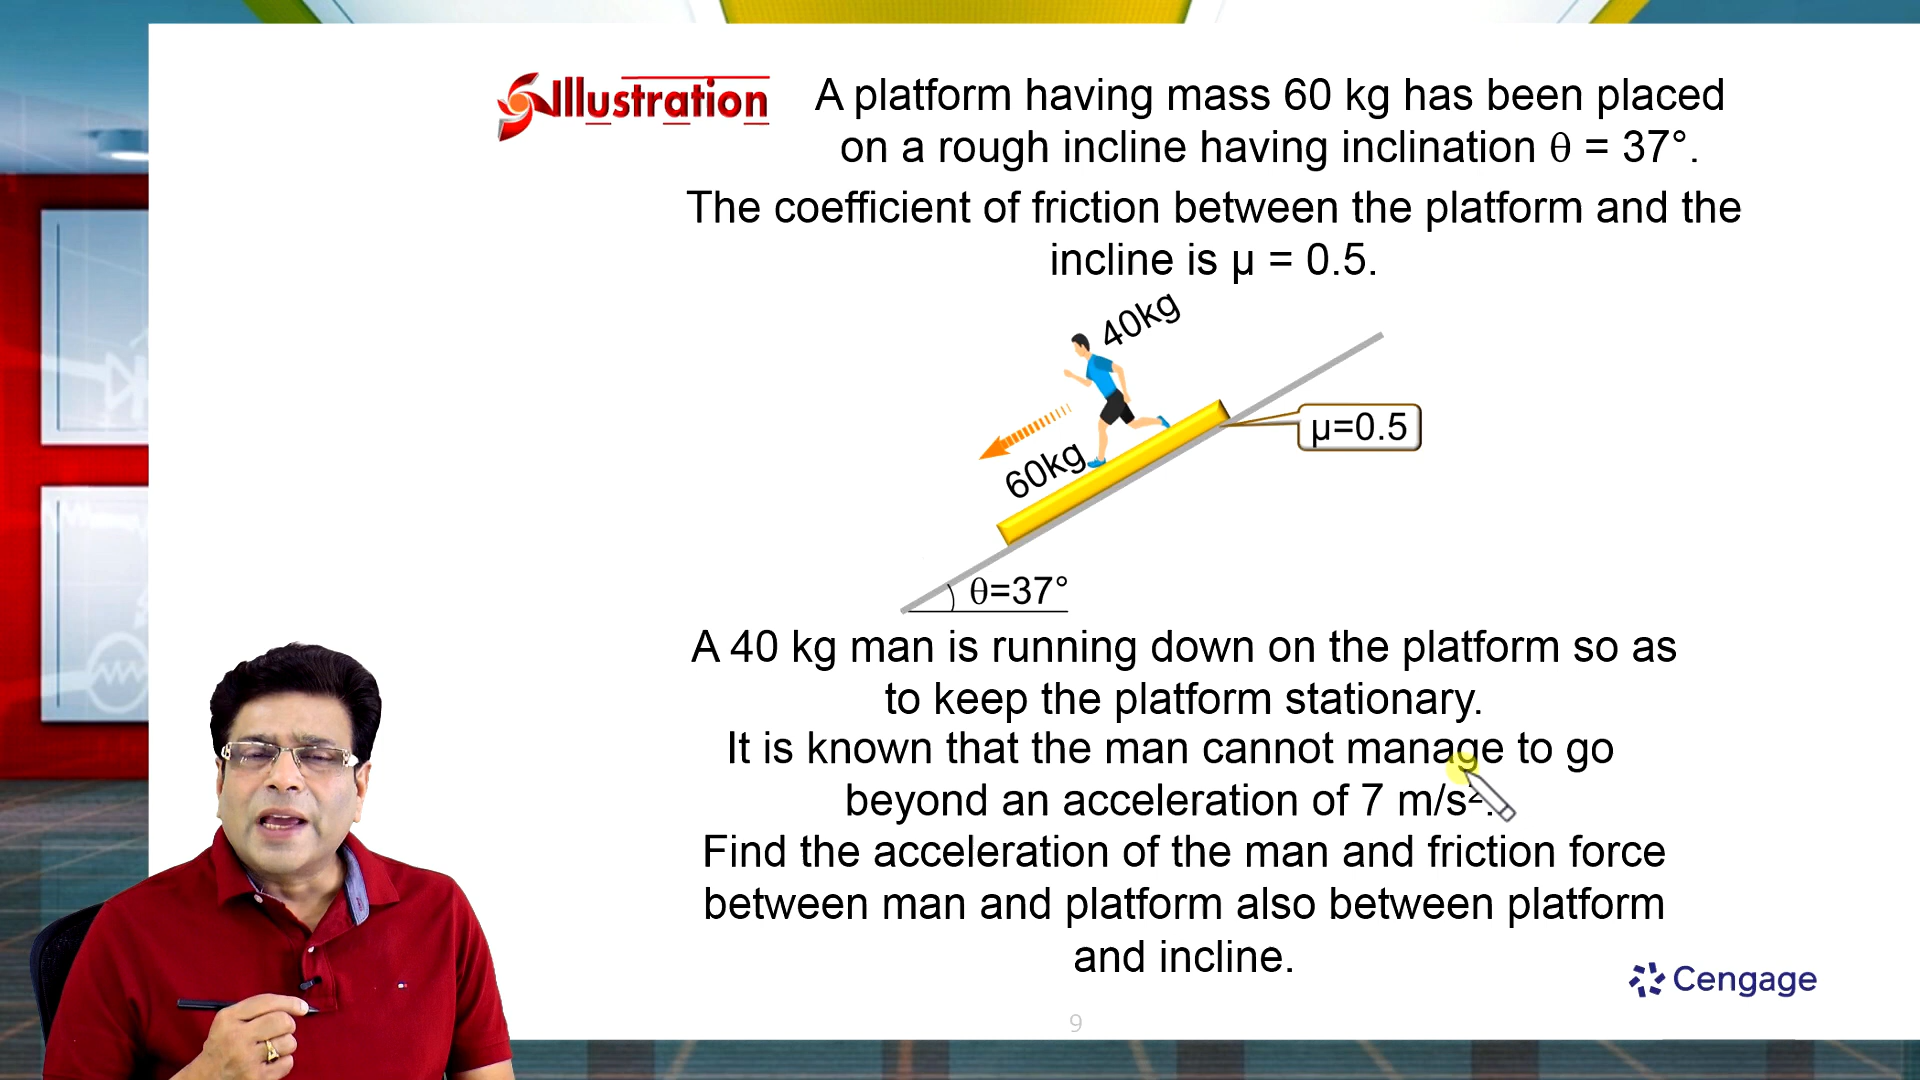 Illustration
A platform having mass 60 kg has been placed
on a rough incline having inclination θ = 37°.
The coefficient of friction between the platform and the
incline is μ = 0.5.
40kg
60kg
μ=0.5
θ=37°
A 40 kg man is running down on the platform so as
to keep the platform stationary.
It is known that the man cannot manage to go
beyond an acceleration of 7 m/s².
Find the acceleration of the man and friction force
between man and platform also between platform
and incline.
Cengage
9